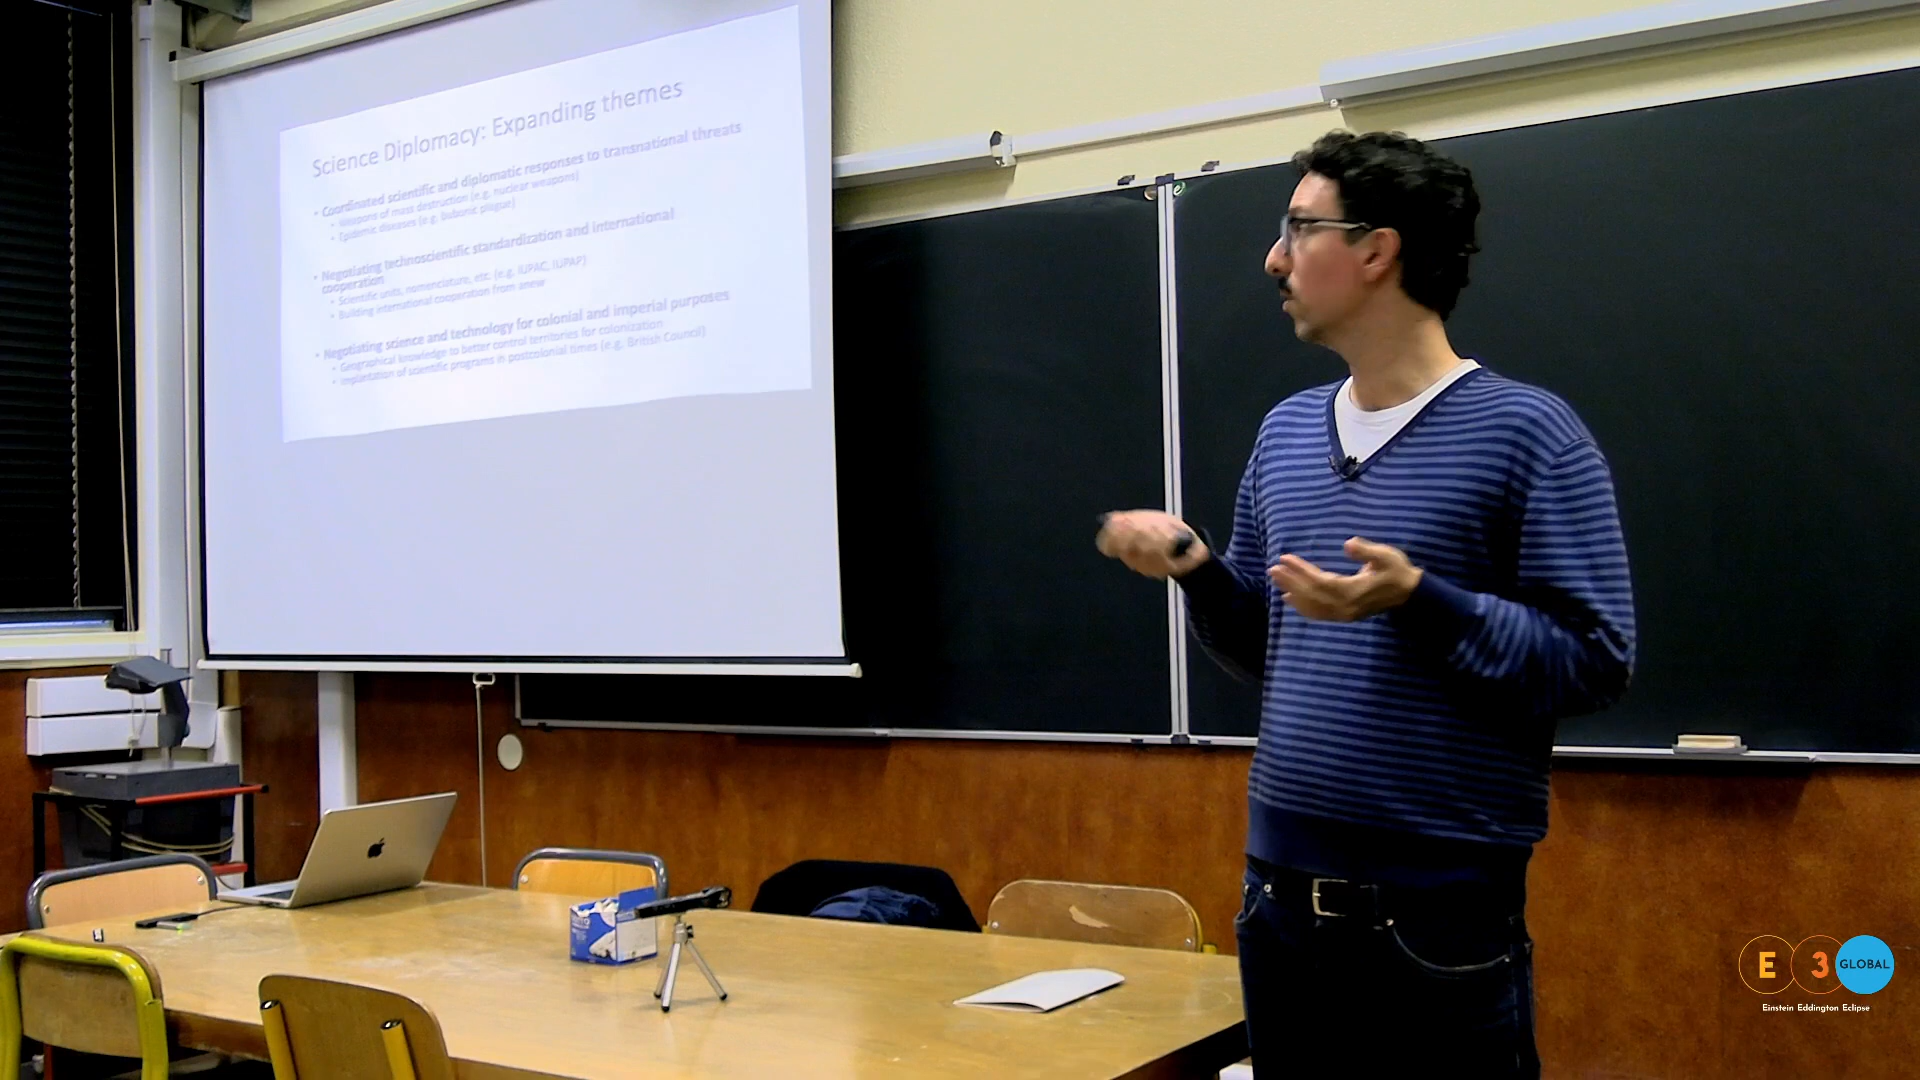 Science Diplomacy: Expanding themes
• Coordinated scientific and diplomatic responses to transnational threats
• Weapons of mass destruction (e.g. nuclear weapons)
• Epidemic diseases (e.g. bubonic plague)
• Negotiating technoscientific standardization and international
cooperation
• Scientific units, nomenclature, etc. (e.g. IUPAC, IUPAP)
• Building international cooperation from
• Negotiating science and technology for colonial and imperial purposes
• Geographical knowledge to better control territories for colonization
• Implantation of scientific programs in postcolonial times (e.g. British Council)
E 3 GLOBAL
Einstein Eddington Eclipse